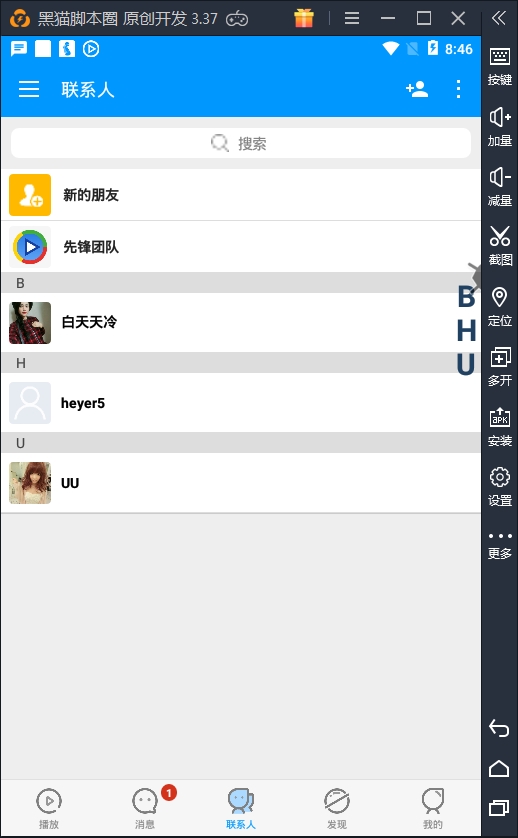 黑猫脚本圈 原创开发 3.37
8:46
联系人
搜索
新的朋友
先锋团队
B
白天天冷
H
heyer5
U
UU
B
H
U
播放
消息
1
联系人
发现
我的
按键
加量
减量
截图
定位
多开
APK
安装
设置
更多